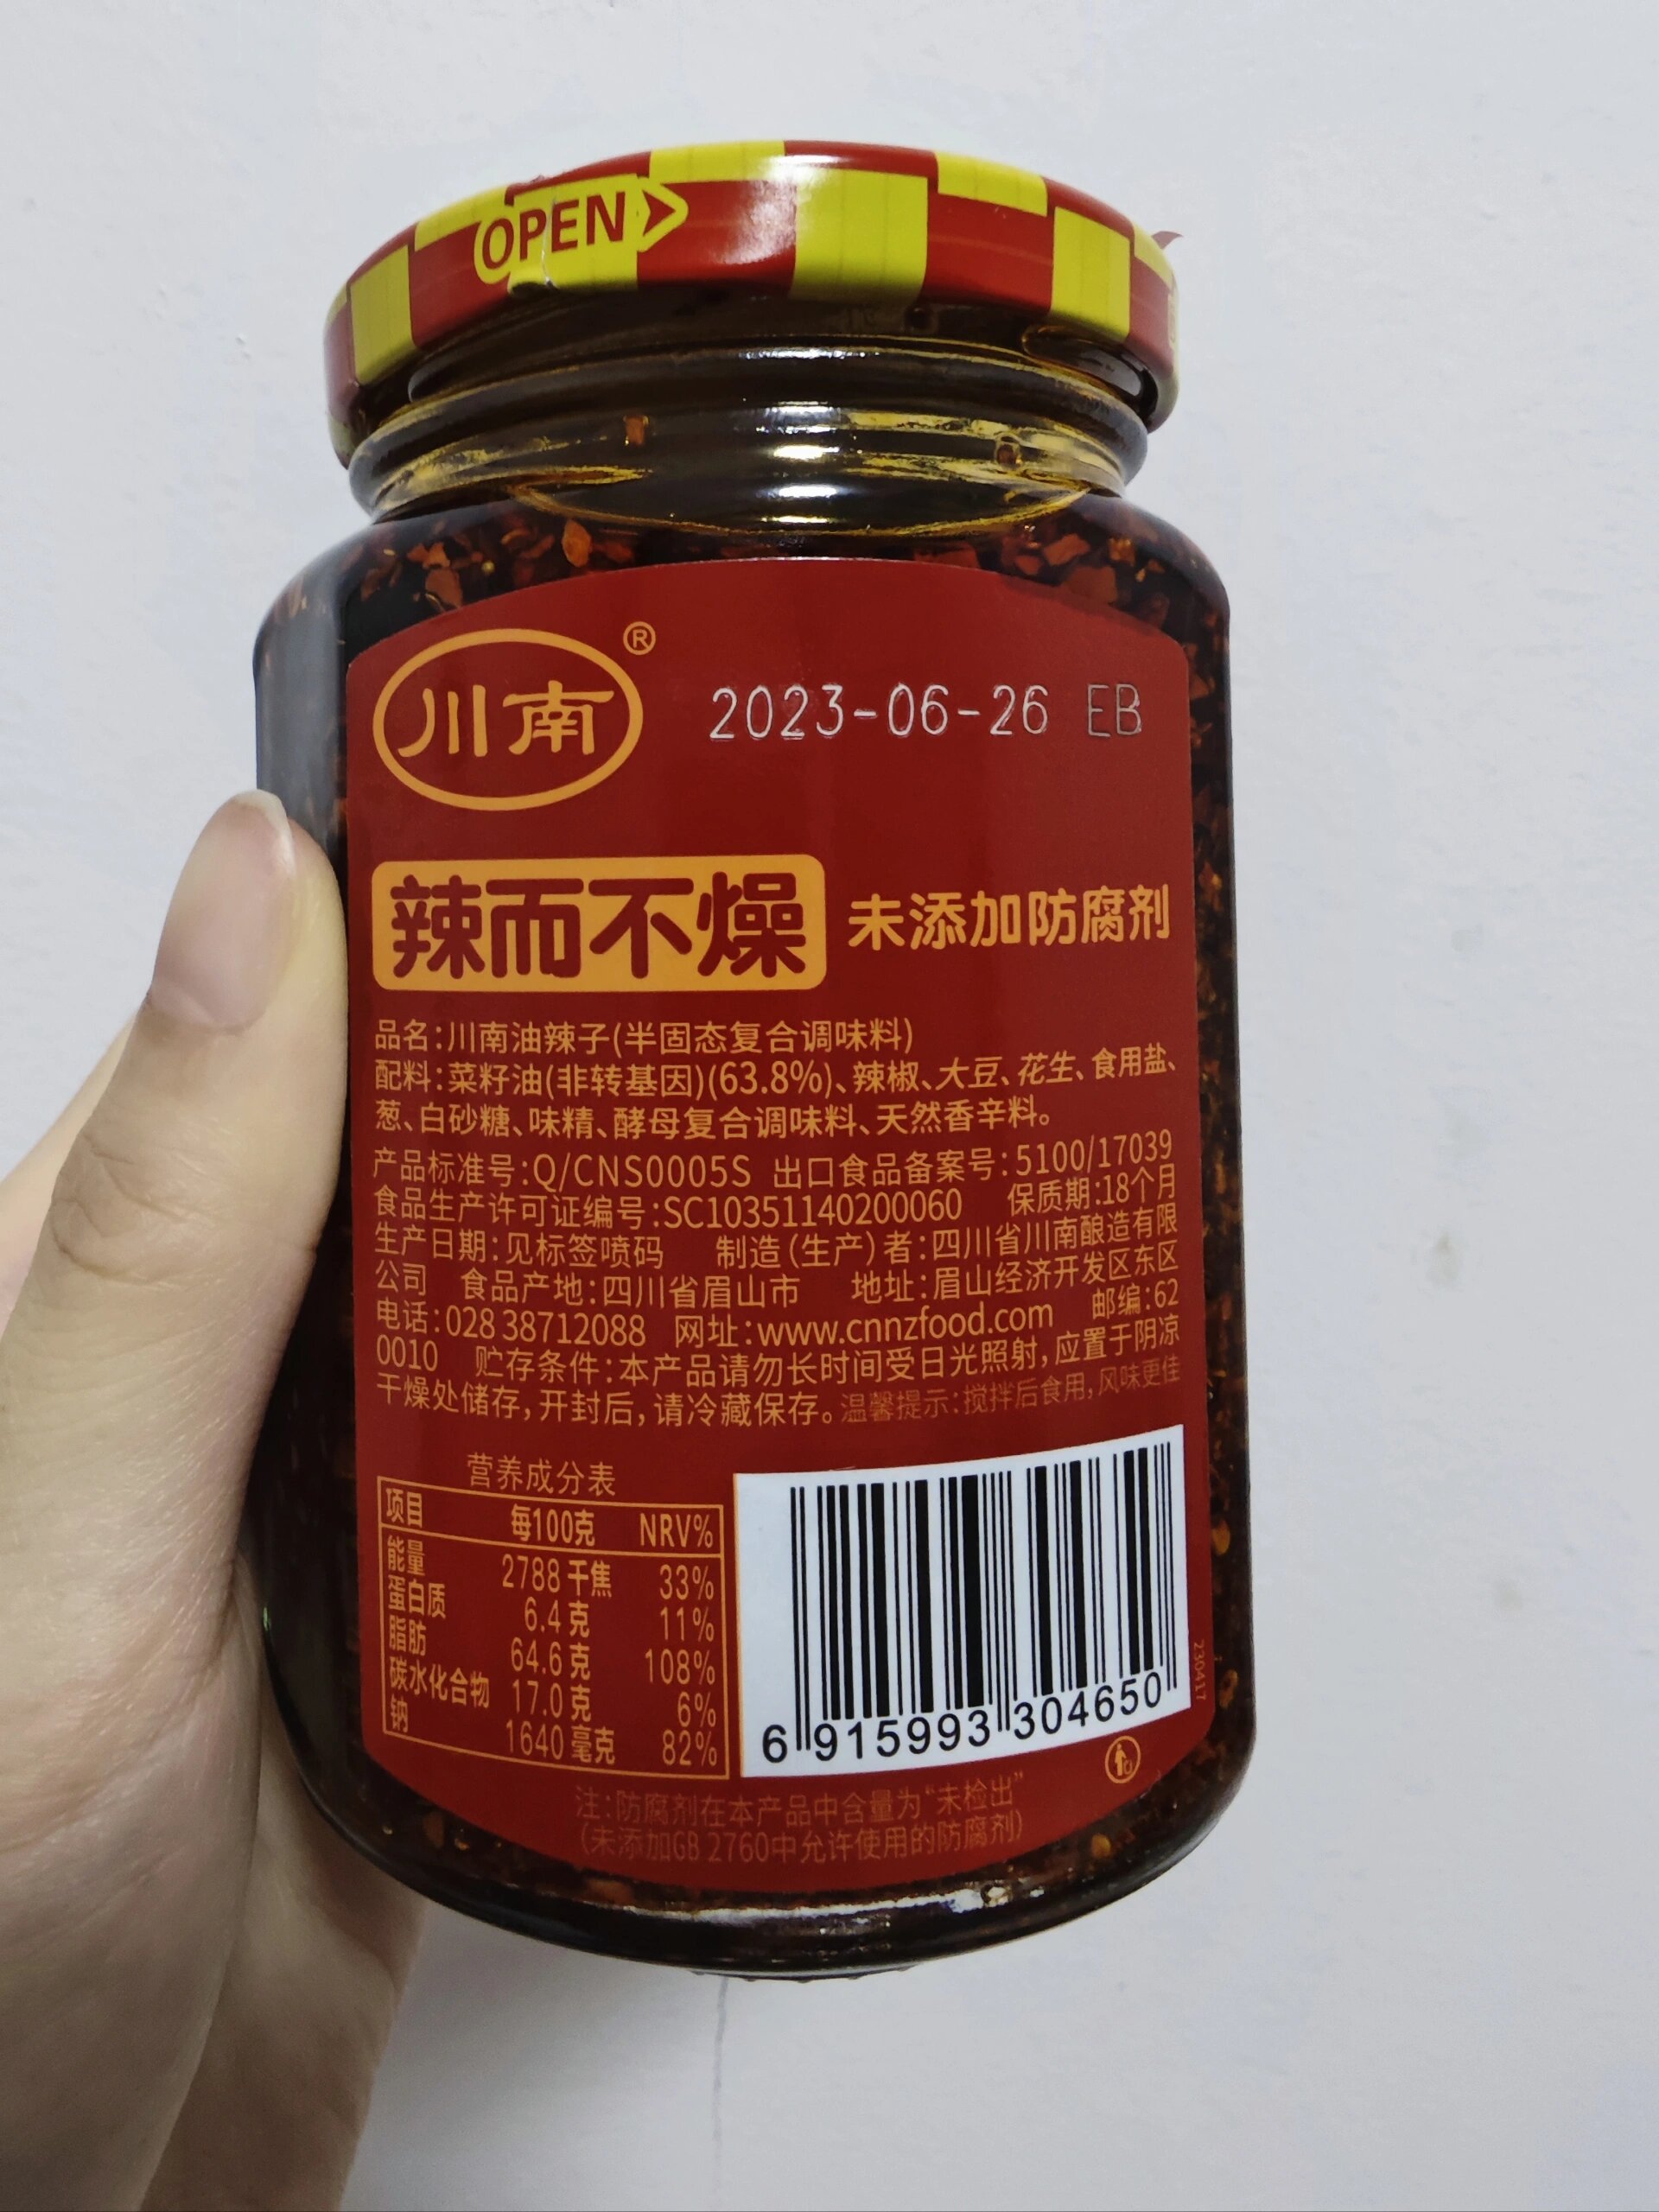 OPEN
川南®
2023-06-26 EB
辣而不燥 未添加防腐剂
品名:川南油辣子(半固态复合调味料)
配料:菜籽油(非转基因)(63.8%)、辣椒、大豆、花生、食用盐、
葱、白砂糖、味精、酵母复合调味料、天然香辛料。
产品标准号:Q/CNS0005S 出口食品备案号:5100/17039
食品生产许可证编号:SC10351140200060 保质期:18个月
生产日期:见标签喷码 制造(生产)者:四川省川南酿造有限
公司 食品产地:四川省眉山市 地址:眉山经济开发区东区
电话:028 38712088 网址:www.cnnzfood.com 邮编:62
0010 贮存条件:本产品请勿长时间受日光照射,应置于阴凉
干燥处储存,开封后,请冷藏保存。温馨提示:搅拌后食用,风味更佳
营养成分表
项目 每100克 NRV%
能量 2788 千焦 33%
蛋白质 6.4 克 11%
脂肪 64.6 克 108%
碳水化合物 17.0 克 6%
钠 1640 毫克 82%
6 915993 304650
230417
注:防腐剂在本产品中含量为“未检出”
(未添加GB 2760中允许使用的防腐剂)